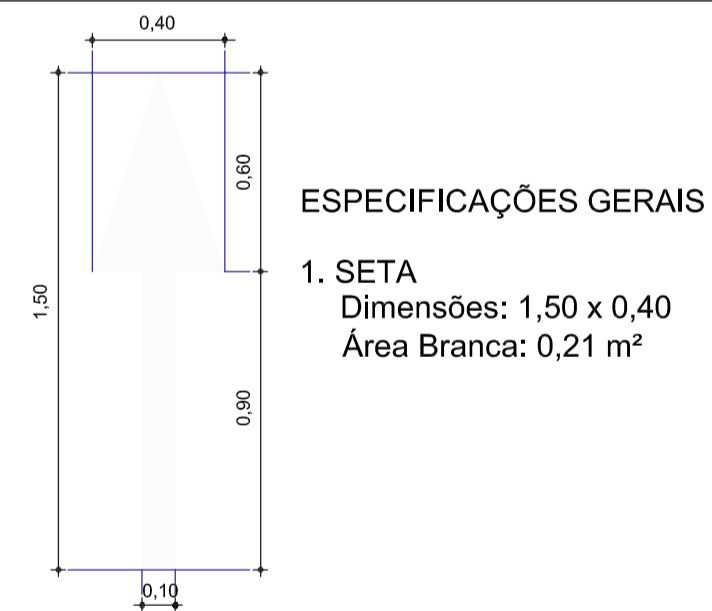 0,40
0,60
1,50
0,90
0,10
ESPECIFICAÇÕES GERAIS
1. SETA
Dimensões: 1,50 x 0,40
Área Branca: 0,21 m²